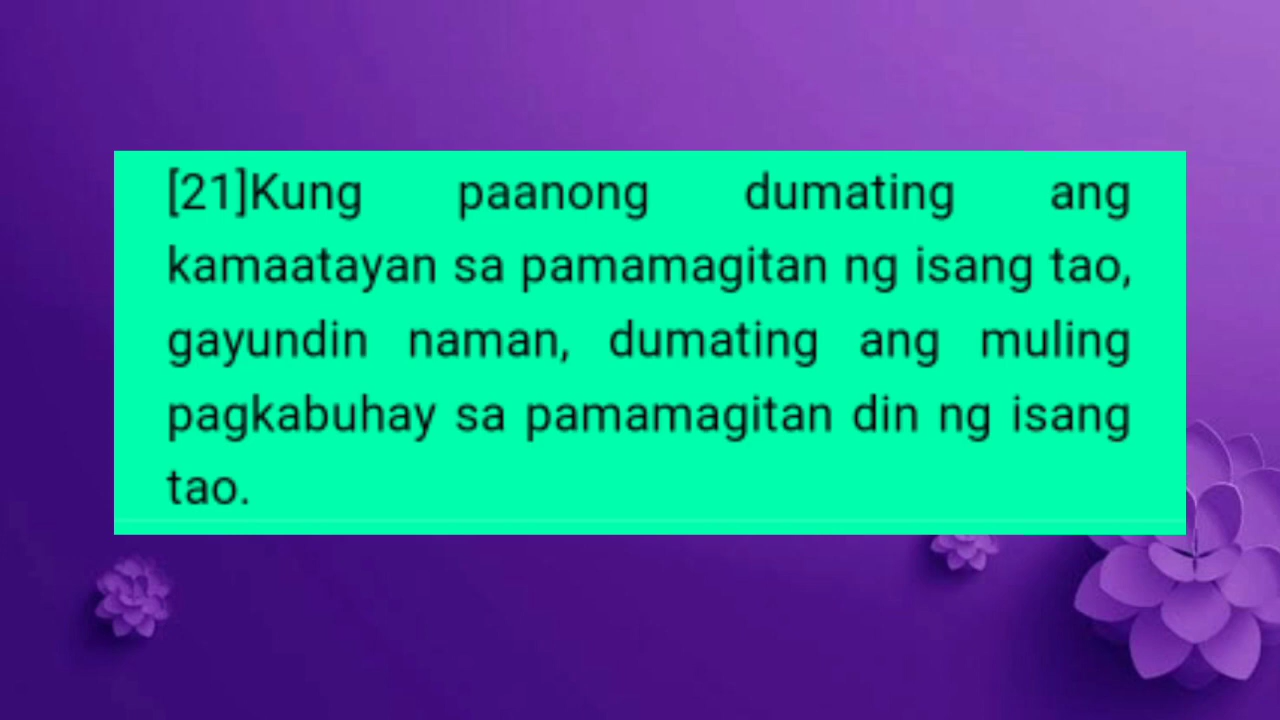 [21]Kung paanong dumating ang
kamaatayan sa pamamagitan ng isang tao,
gayundin naman, dumating ang muling
pagkabuhay sa pamamagitan din ng isang
tao.